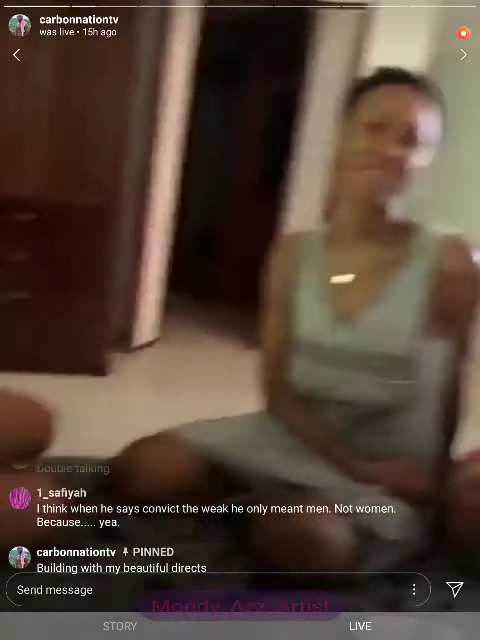 carbonnationtv
was live • 15h ago
Double talking
1_safiyah
I think when he says convict the weak he only meant men. Not women.
Because..... yea.
carbonnationtv PINNED
Building with my beautiful directs
Send message
Moody_Azz_Artist
STORY LIVE